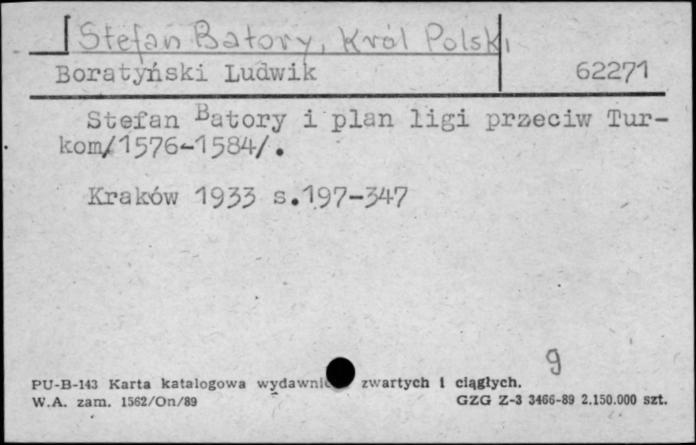 [Stefan Batory, Król Polski
Boratyński Ludwik 62271
Stefan Batory i plan ligi przeciw Tur-
kom/1576-1584/.
Kraków 1933 s.197-347
9
PU-B-143 Karta katalogowa wydawnic zwartych i ciągłych.
W.A. zam. 1562/On/89 GZG Z-3 3466-89 2.150.000 szt.